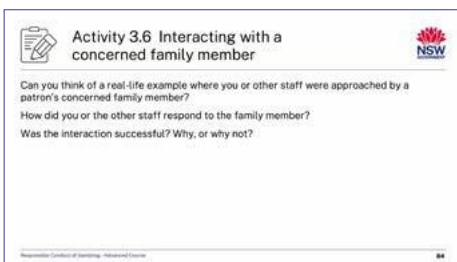 Activity 3.6 Interacting with a
concerned family member
NSW
GOVERNMENT
Can you think of a real-life example where you or other staff were approached by a
patron's concerned family member?
How did you or the other staff respond to the family member?
Was the interaction successful? Why, or why not?
Responsible Conduct of Gambling - Advanced Course
84